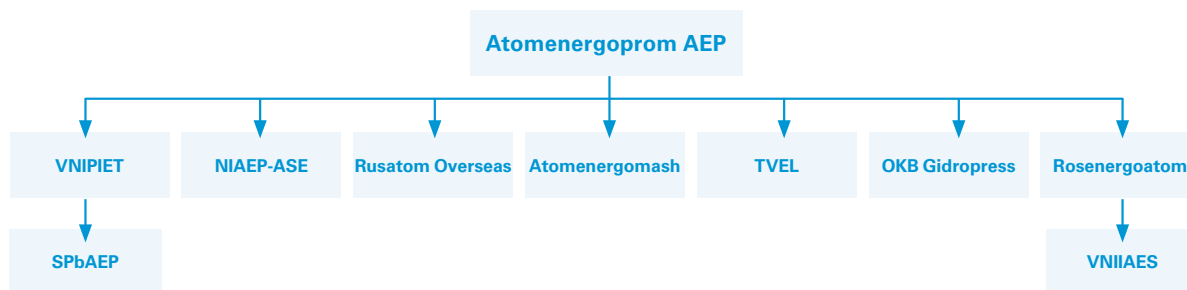 Atomenergoprom AEP
VNIPIET
NIAEP-ASE
Rusatom Overseas
Atomenergomash
TVEL
OKB Gidropress
Rosenergoatom
SPbAEP
VNIIAES